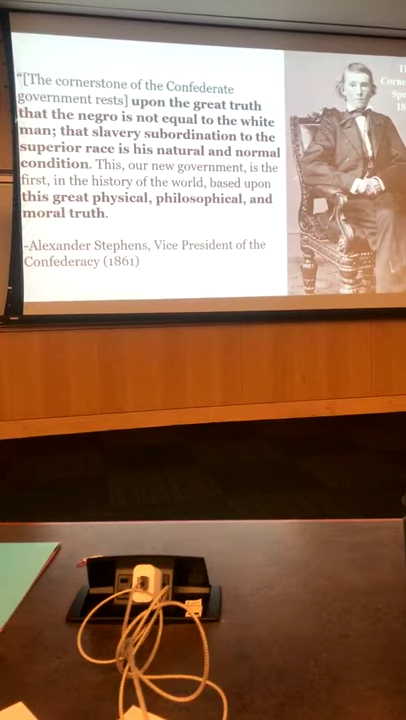 “[The cornerstone of the Confederate
government rests] upon the great truth
that the negro is not equal to the white
man; that slavery subordination to the
superior race is his natural and normal
condition. This, our new government, is the
first, in the history of the world, based upon
this great physical, philosophical, and
moral truth.
-Alexander Stephens, Vice President of the
Confederacy (1861)